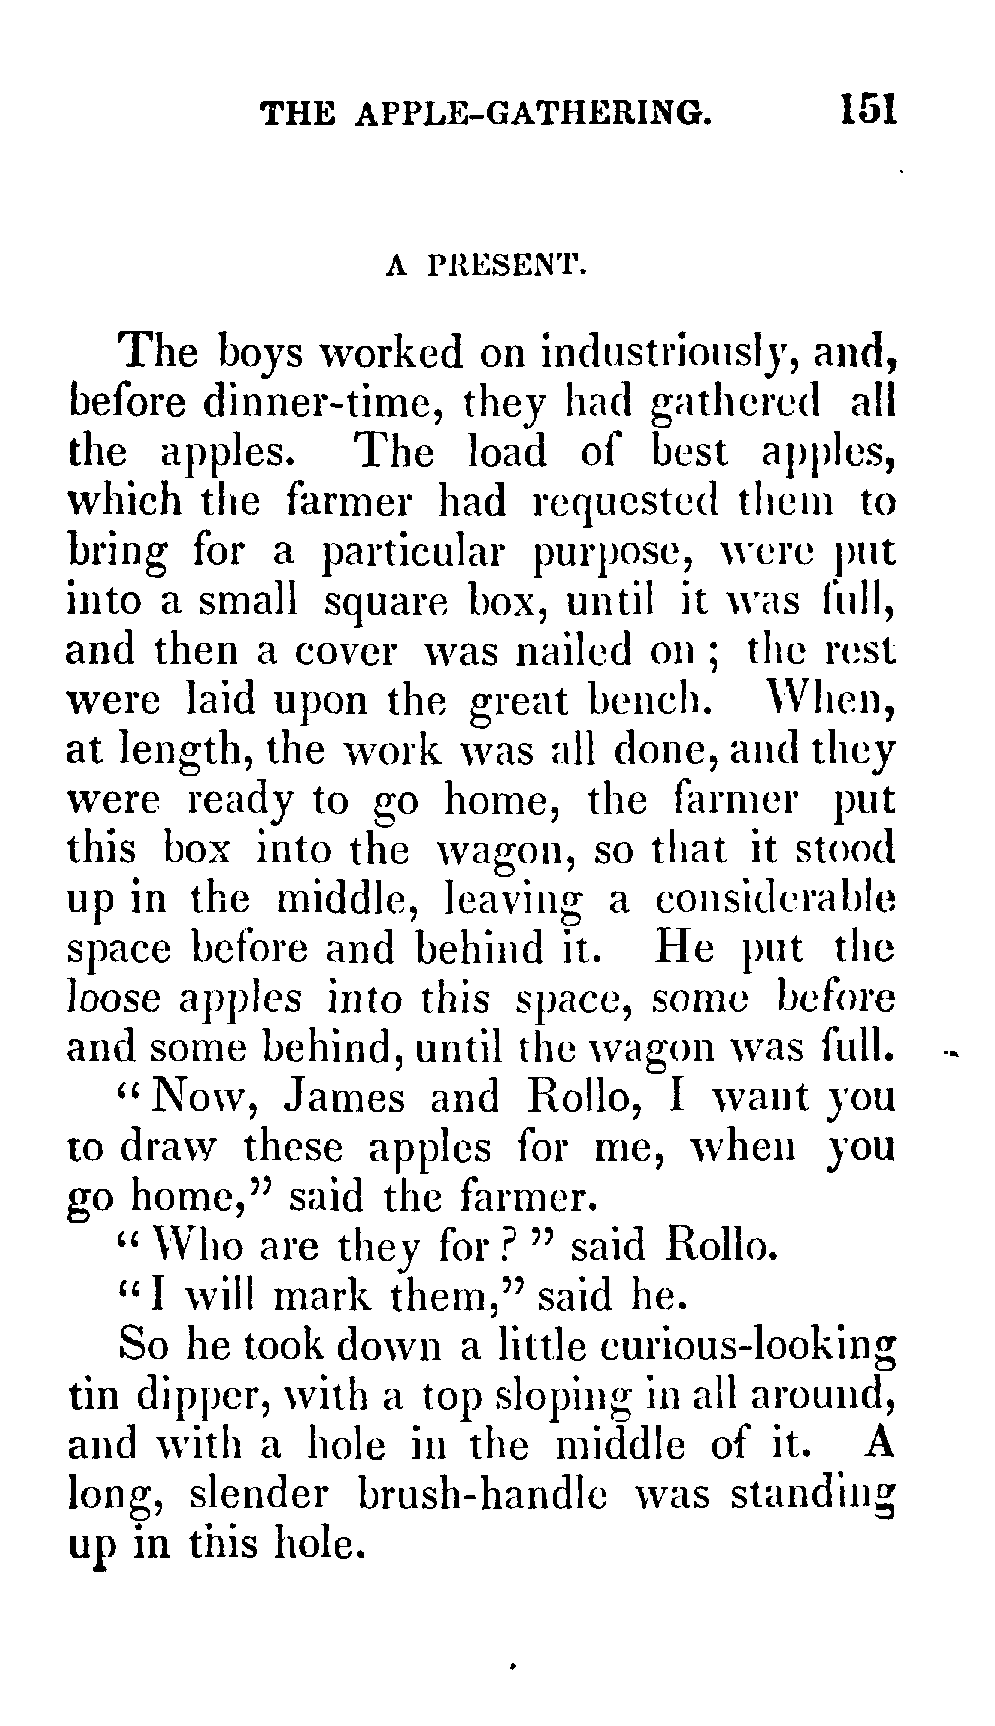 THE APPLE-GATHERING. 151
A PRESENT.
The boys worked on industriously, and,
before dinner-time, they had gathered all
the apples. The load of best apples,
which the farmer had requested them to
bring for a particular purpose, were put
into a small square box, until it was full,
and then a cover was nailed on ; the rest
were laid upon the great bench. When,
at length, the work was all done, and they
were ready to go home, the farmer put
this box into the wagon, so that it stood
up in the middle, leaving a considerable
space before and behind it. He put the
loose apples into this space, some before
and some behind, until the wagon was full.
“ Now, James and Rollo, I want you
to draw these apples for me, when you
go home,” said the farmer.
“ Who are they for ? ” said Rollo.
“ I will mark them,” said he.
So he took down a little curious-looking
tin dipper, with a top sloping in all around,
and with a hole in the middle of it. A
long, slender brush-handle was standing
up in this hole.